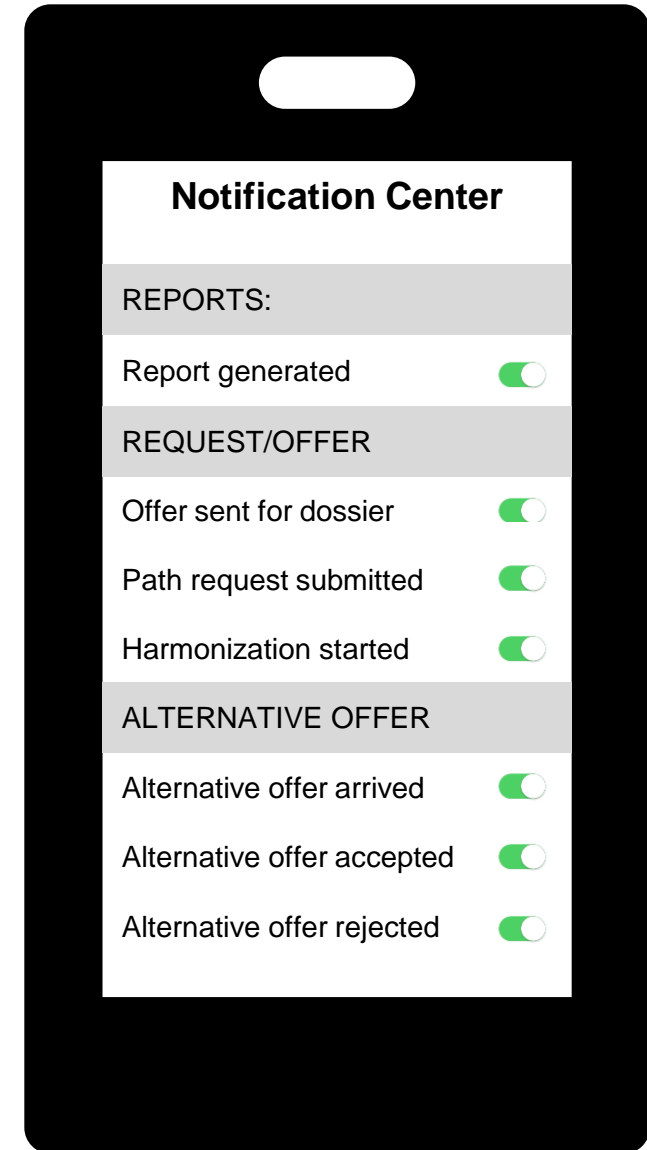 Notification Center
REPORTS:
Report generated
REQUEST/OFFER
Offer sent for dossier
Path request submitted
Harmonization started
ALTERNATIVE OFFER
Alternative offer arrived
Alternative offer accepted
Alternative offer rejected